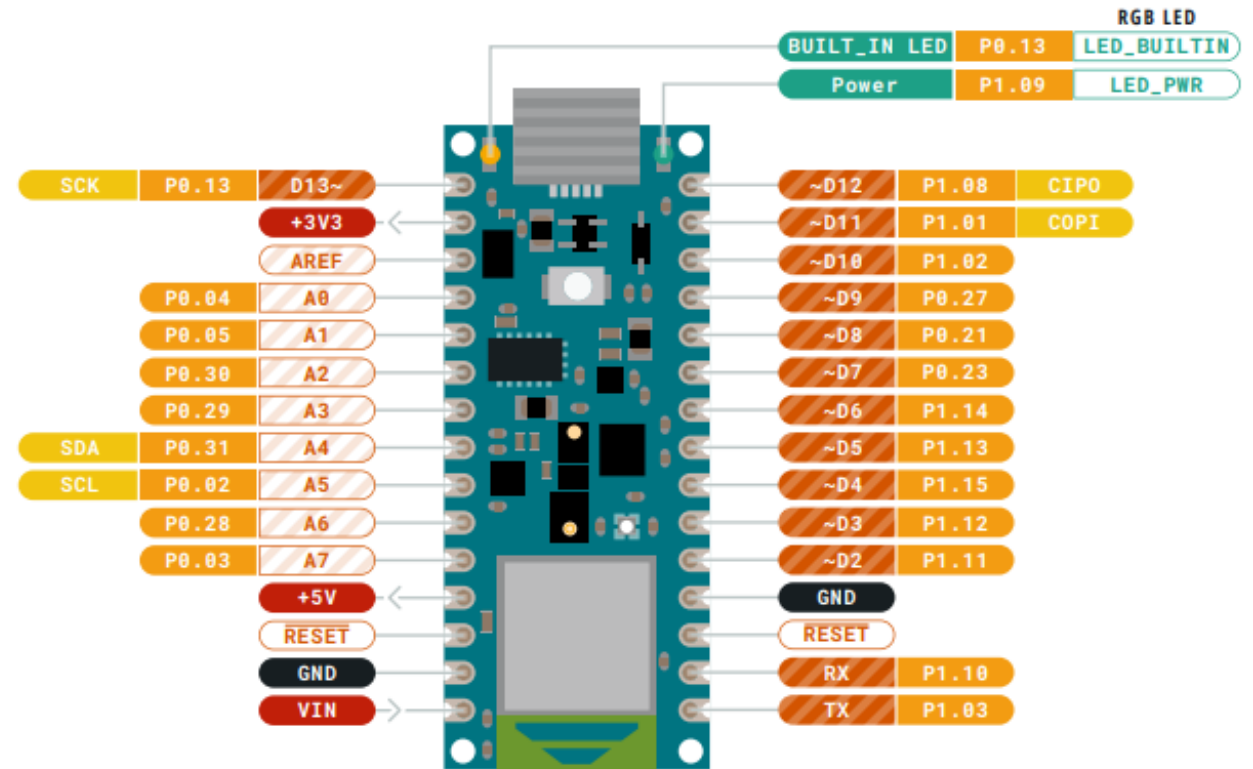 RGB LED
BUILT_IN LED P0.13 LED_BUILTIN
Power P1.09 LED_PWR
SCK P0.13 D13~
+3V3
AREF
P0.04 A0
P0.05 A1
P0.30 A2
P0.29 A3
SDA P0.31 A4
SCL P0.02 A5
P0.28 A6
P0.03 A7
+5V
RESET
GND
VIN
~D12 P1.08 CIPO
~D11 P1.01 COPI
~D10 P1.02
~D9 P0.27
~D8 P0.21
~D7 P0.23
~D6 P1.14
~D5 P1.13
~D4 P1.15
~D3 P1.12
~D2 P1.11
GND
RESET
RX P1.10
TX P1.03